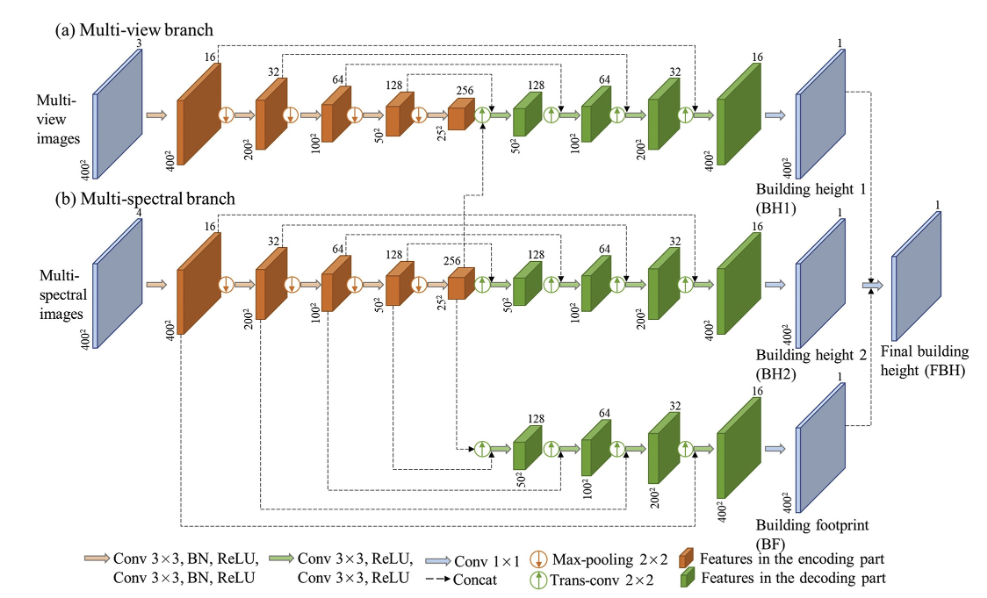 (a) Multi-view branch
3
16
32
64
128
256
128
64
32
16
1
Multi-
view
images
400²
400²
200²
100²
50²
25²
50²
100²
200²
400²
400²
Building height 1
(BH1)
(b) Multi-spectral branch
4
16
32
64
128
256
128
64
32
16
1
1
Multi-
spectral
images
400²
400²
200²
100²
50²
25²
50²
100²
200²
400²
400²
Building height 2
(BH2)
Final building
height (FBH)
128
64
32
16
1
50²
100²
200²
400²
400²
Building footprint
(BF)
Conv 3×3, BN, ReLU,
Conv 3×3, BN, ReLU
Conv 3×3, ReLU,
Conv 3×3, ReLU
Conv 1×1
Concat
Max-pooling 2×2
Trans-conv 2×2
Features in the encoding part
Features in the decoding part